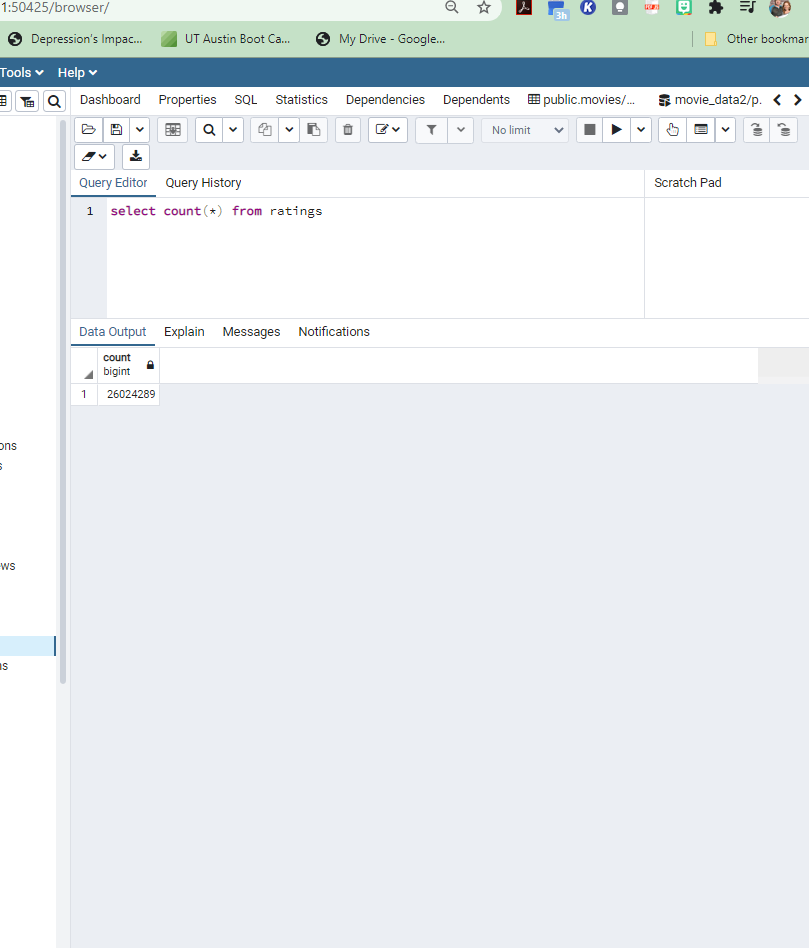 1:50425/browser/
3h
K
Depression's Impac... UT Austin Boot Ca... My Drive - Google... Other bookmar
Tools Help
Dashboard Properties SQL Statistics Dependencies Dependents public.movies/... movie_data2/p.
No limit
Query Editor Query History Scratch Pad
1 select count(*) from ratings
Data Output Explain Messages Notifications
count
bigint
1 26024289
ons
s
ws
ns